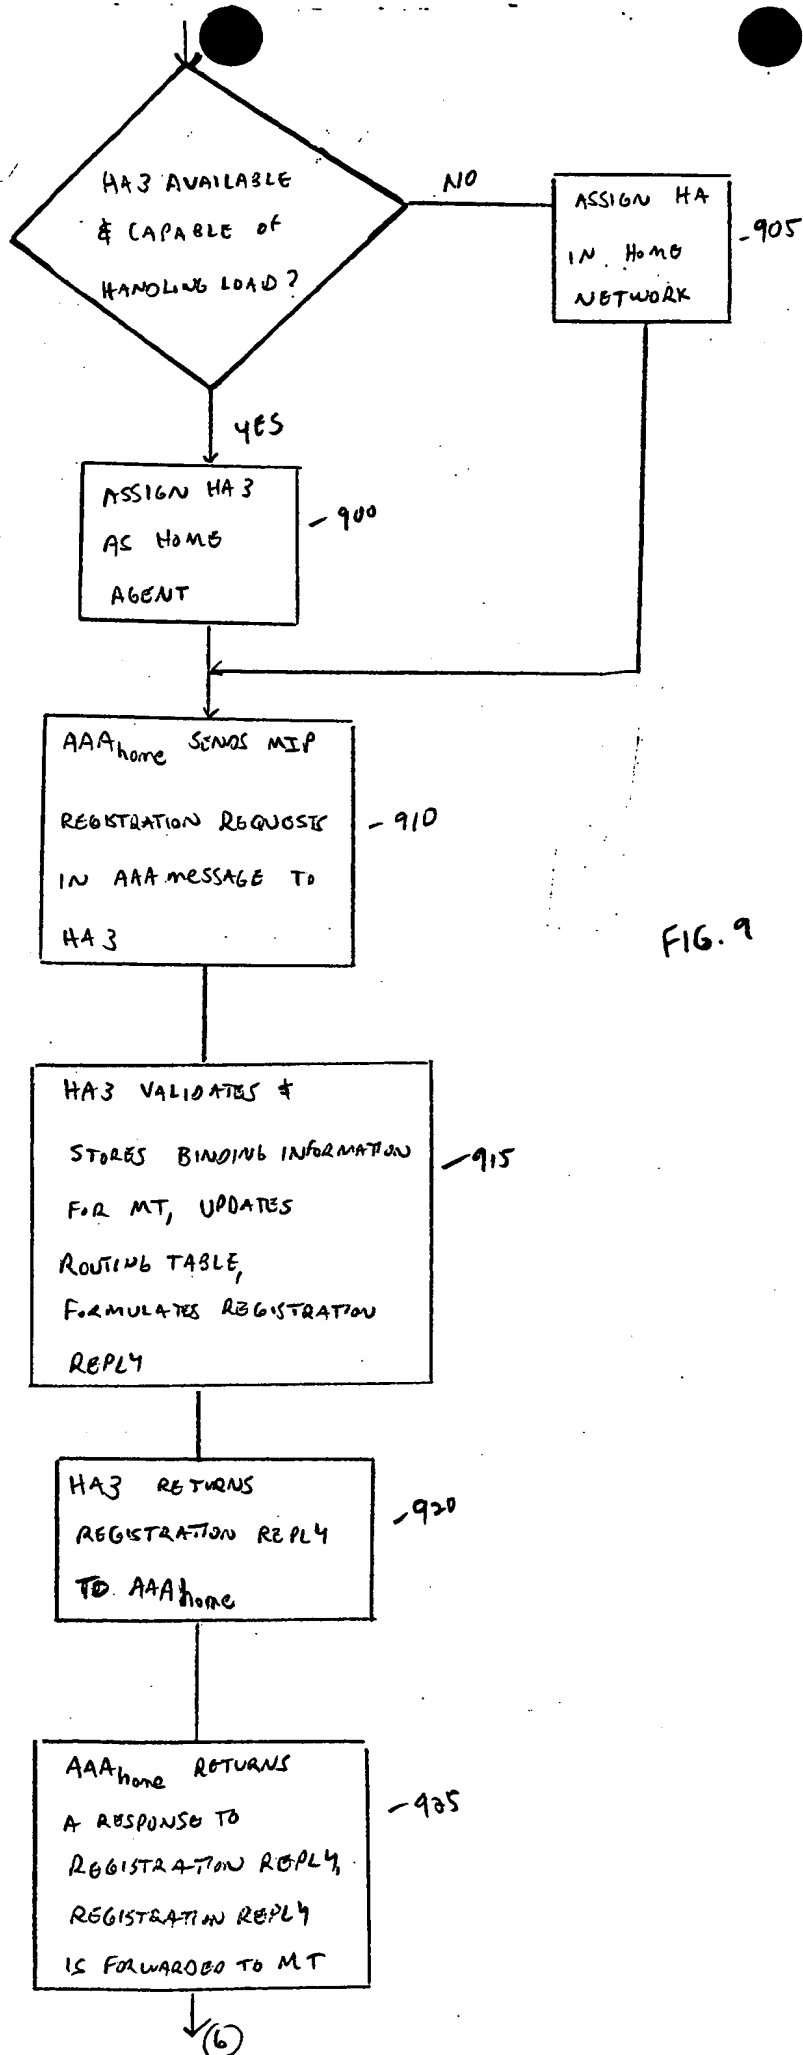 HA3 AVAILABLE
& CAPABLE OF
HANDLING LOAD?
NO
ASSIGN HA
IN HOME
NETWORK
-905
YES
ASSIGN HA3
AS HOME
AGENT
-900
AAAhome SENDS MIP
REGISTRATION REQUESTS
IN AAA MESSAGE TO
HA3
-910
FIG. 9
HA3 VALIDATES &
STORES BINDING INFORMATION
FOR MT, UPDATES
ROUTING TABLE,
FORMULATES REGISTRATION
REPLY
-915
HA3 RETURNS
REGISTRATION REPLY
TO AAAhome
-920
AAAhome RETURNS
A RESPONSE TO
REGISTRATION REPLY,
REGISTRATION REPLY
IS FORWARDED TO MT
-925
(6)